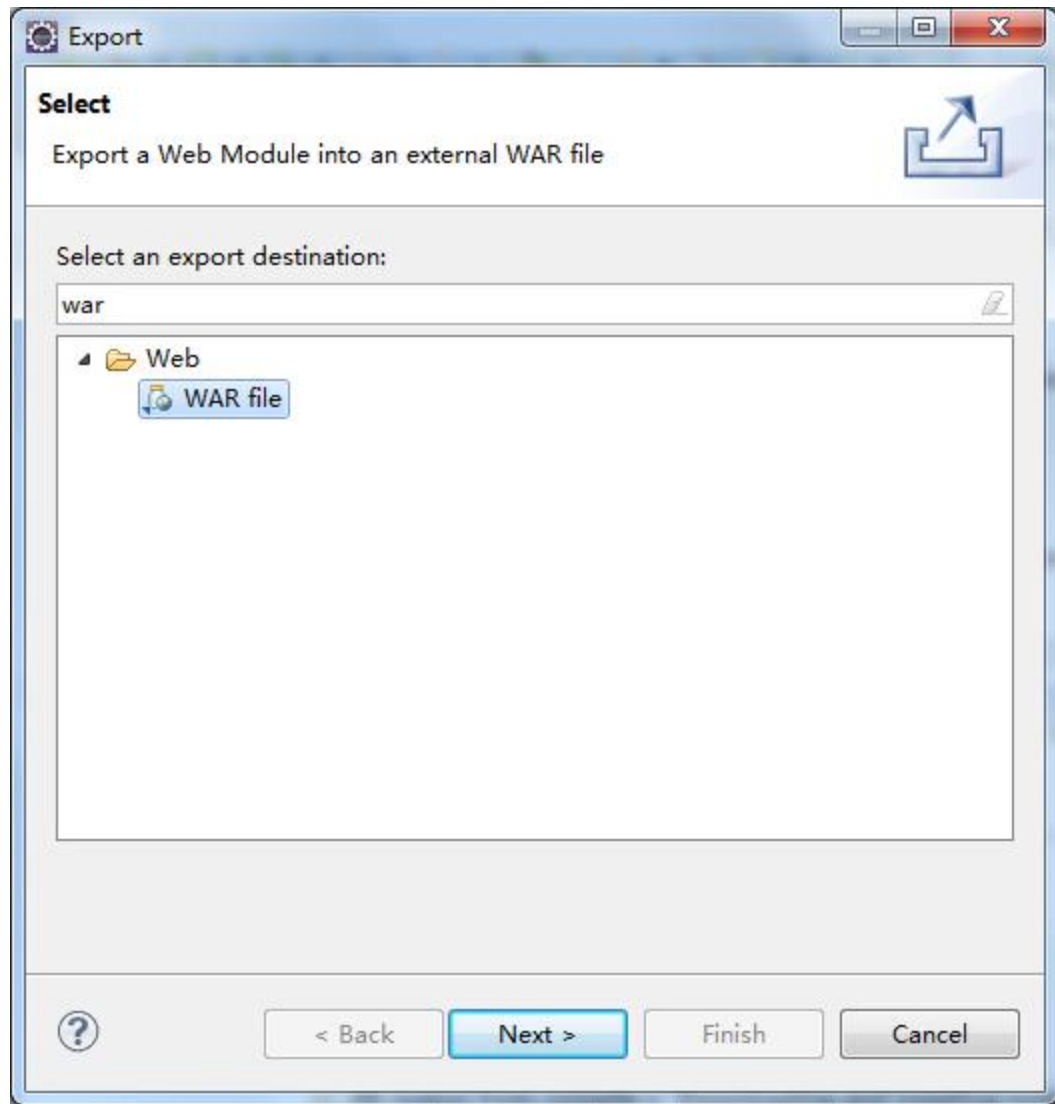 Export
Select
Export a Web Module into an external WAR file
Select an export destination:
war
Web
WAR file
< Back
Next >
Finish
Cancel